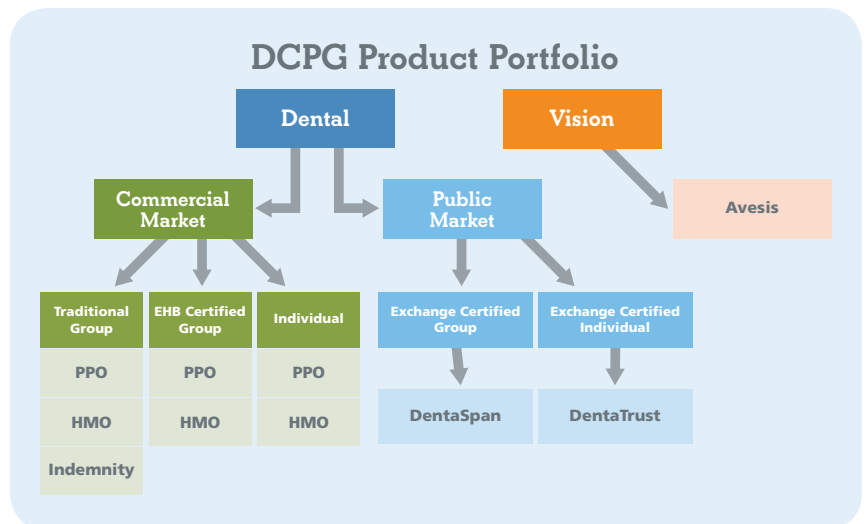 DCPG Product Portfolio
Dental
Vision
Commercial
Market
Public
Market
Avesis
Traditional
Group
EHB Certified
Group
Individual
Exchange Certified
Group
Exchange Certified
Individual
PPO
PPO
PPO
HMO
HMO
HMO
DentaSpan
DentaTrust
Indemnity